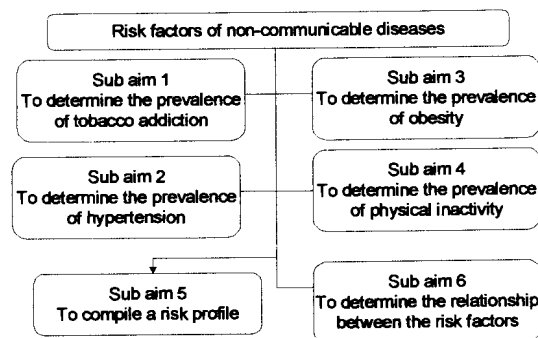 Risk factors of non-communicable diseases
Sub aim 1
To determine the prevalence
of tobacco addiction
Sub aim 3
To determine the prevalence
of obesity
Sub aim 2
To determine the prevalence
of hypertension
Sub aim 4
To determine the prevalence
of physical inactivity
Sub aim 5
To compile a risk profile
Sub aim 6
To determine the relationship
between the risk factors